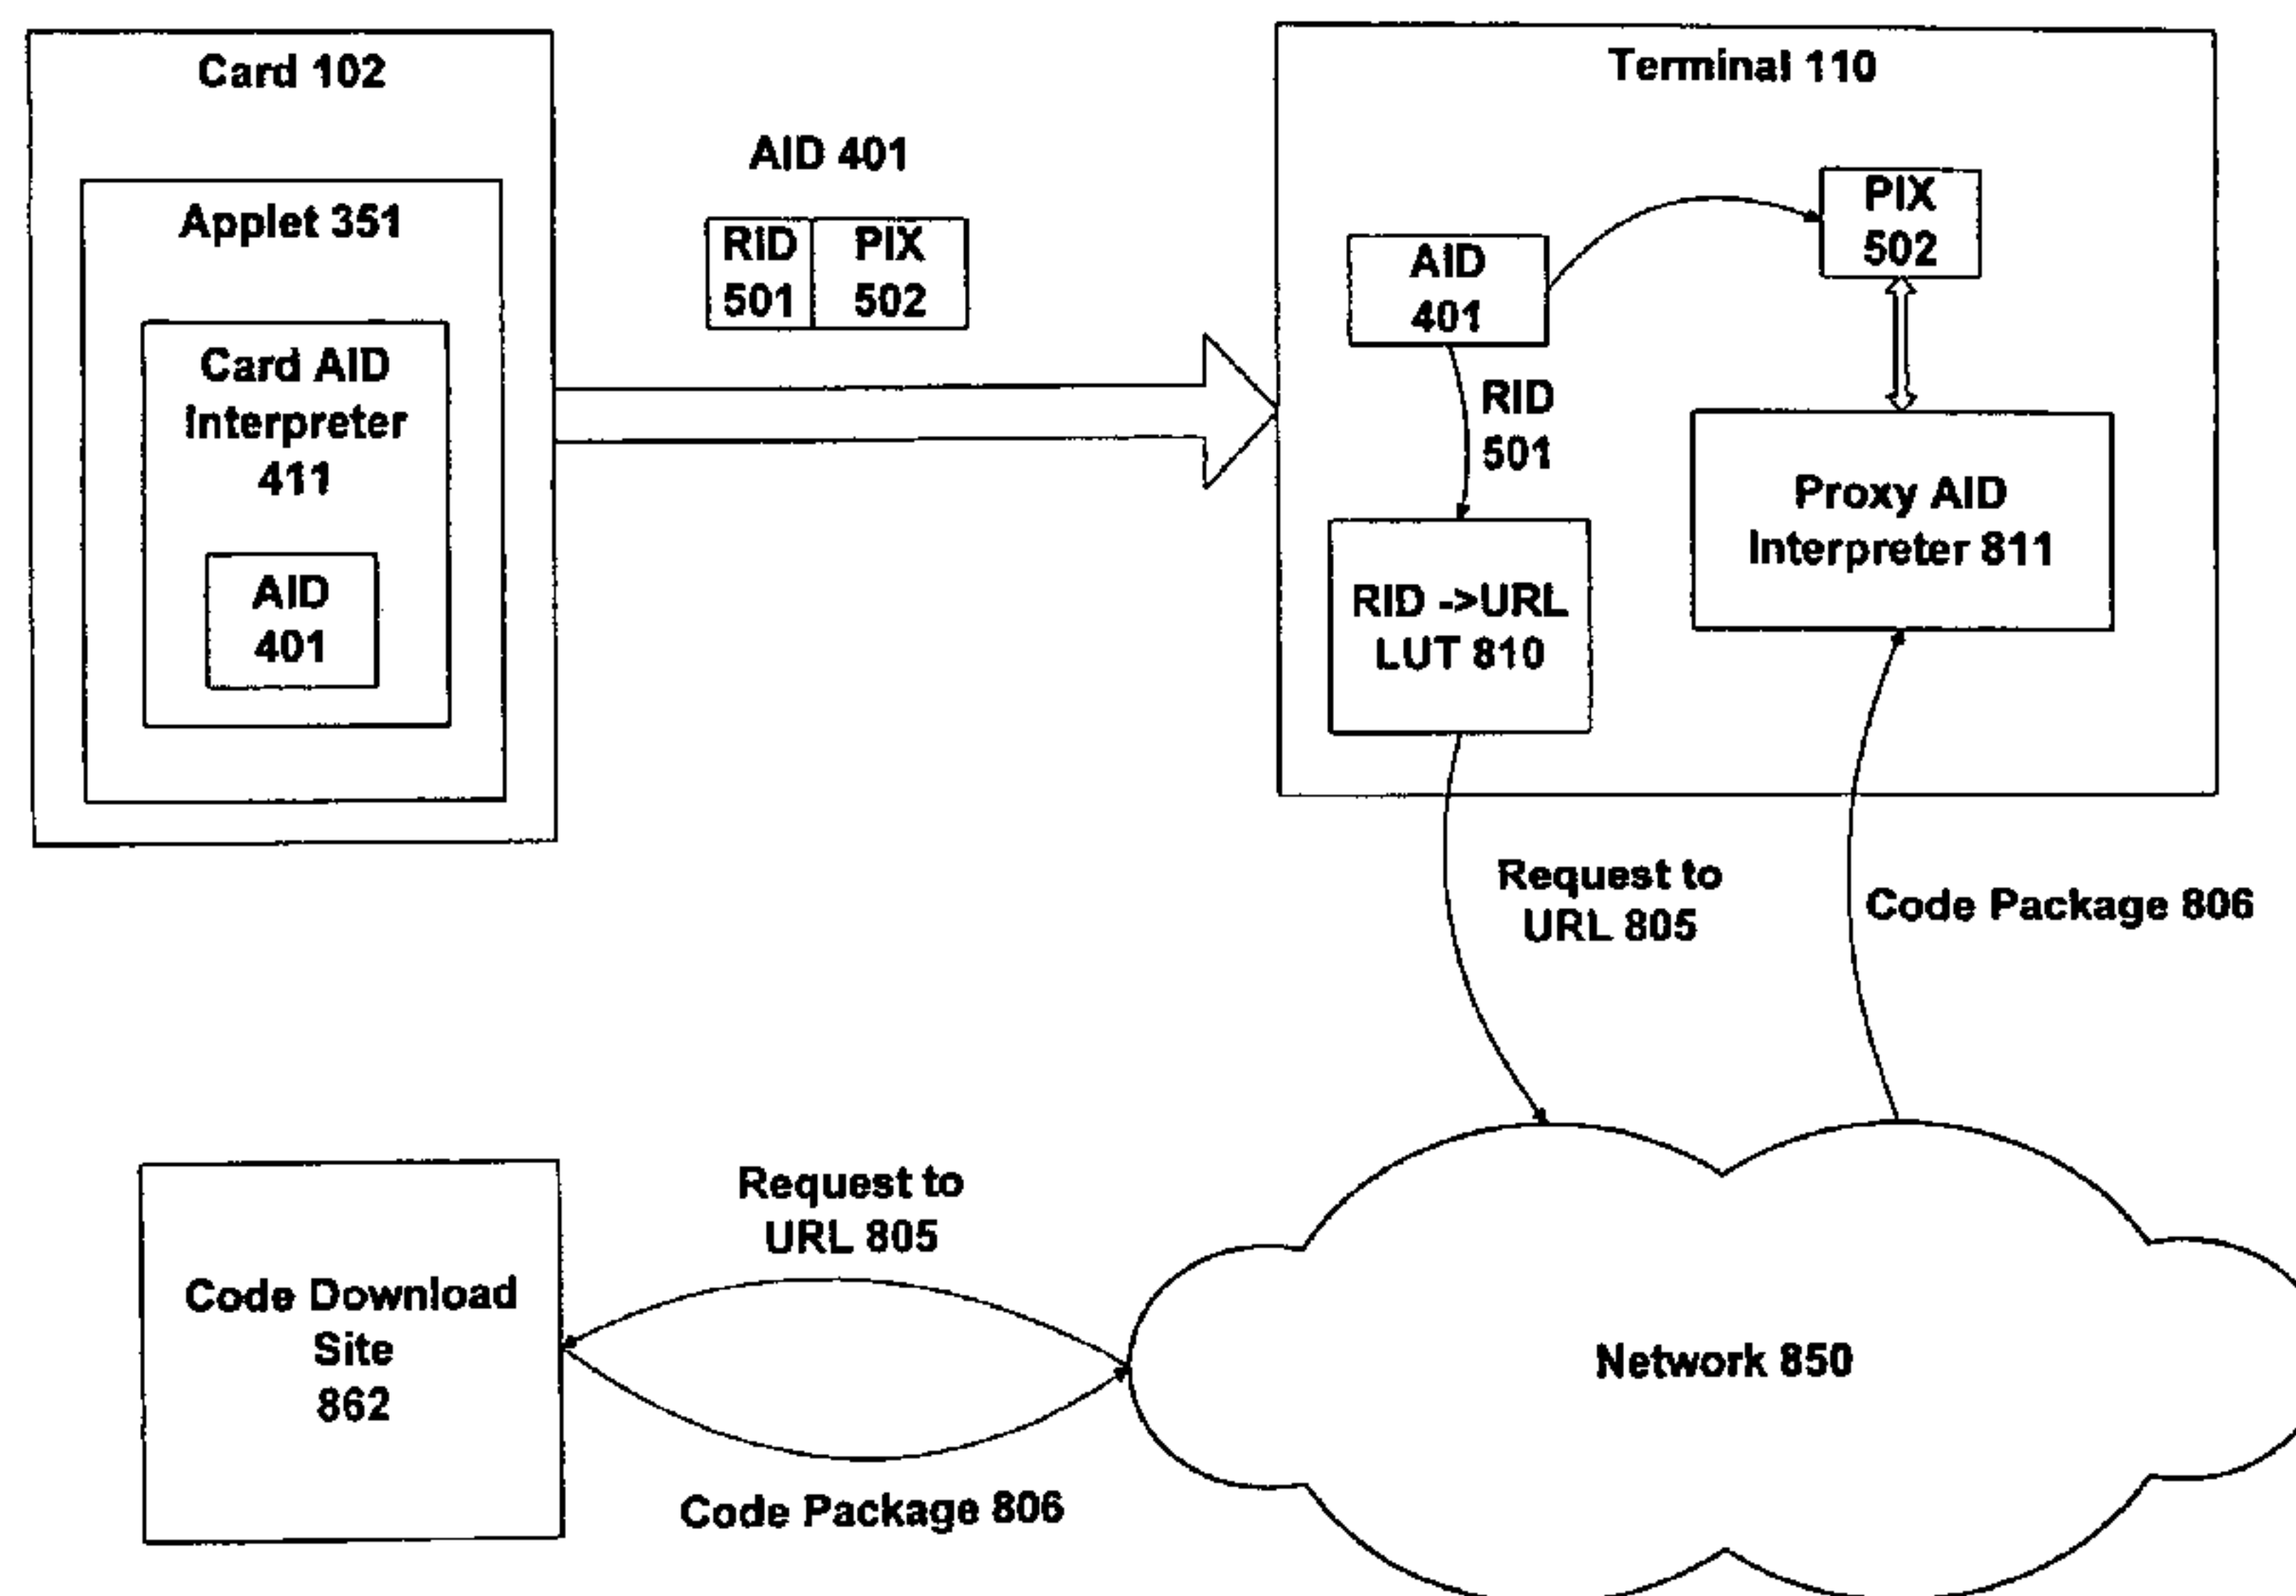 Card 102
Applet 351
Card AID
Interpreter
411
AID
401
AID 401
RID
501
PIX
502
Terminal 110
AID
401
PIX
502
RID
501
RID ->URL
LUT 810
Proxy AID
Interpreter 811
Request to
URL 805
Code Package 806
Code Download
Site
862
Request to
URL 805
Code Package 806
Network 850